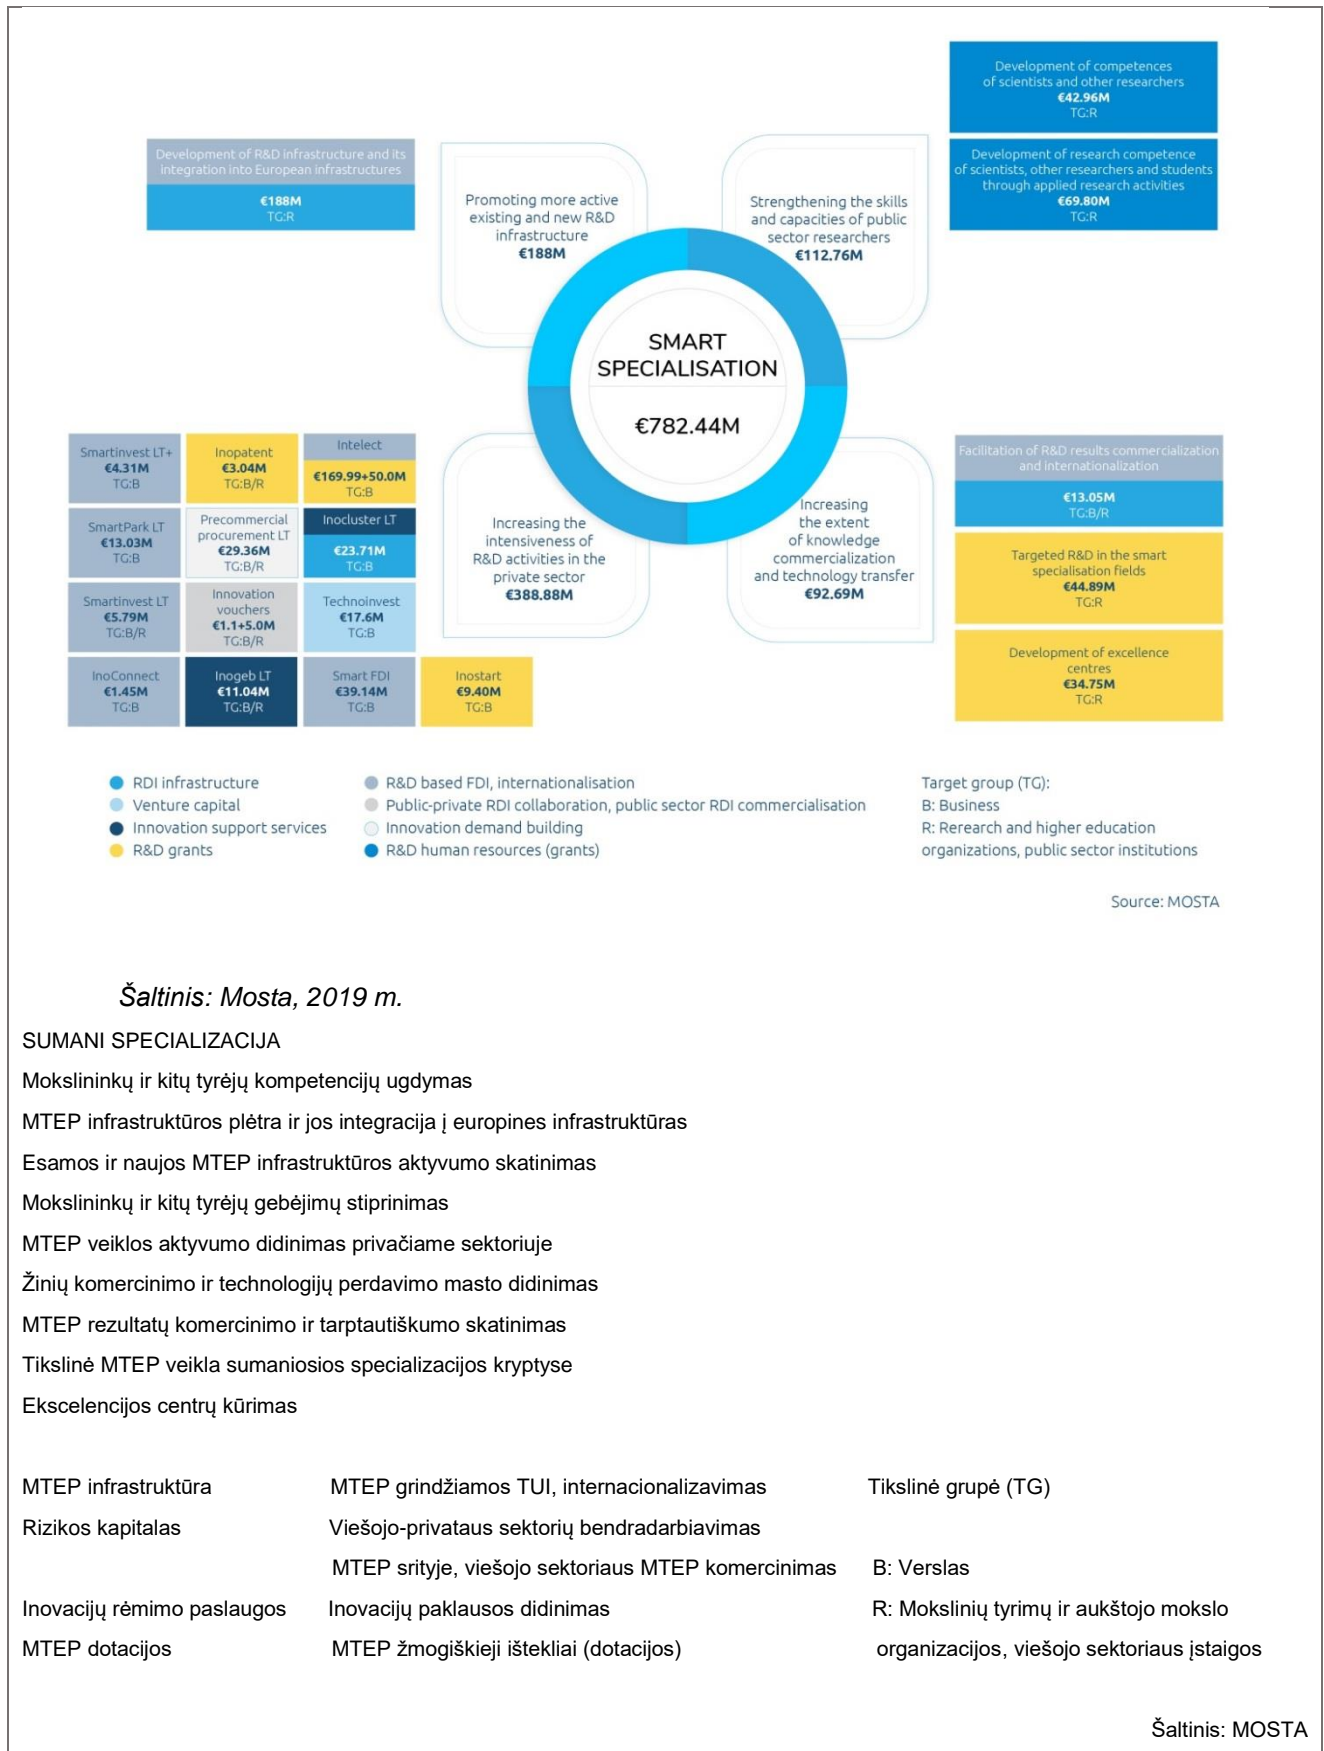 Development of competences
of scientists and other researchers
€42.96M
TG:R
Development of research competence
of scientists, other researchers and students
through applied research activities
€69.80M
TG:R
Development of R&D infrastructure and its
integration into European infrastructures
€188M
TG:R
Promoting more active
existing and new R&D
infrastructure
€188M
Strengthening the skills
and capacities of public
sector researchers
€112.76M
SMART
SPECIALISATION
€782.44M
Smartinvest LT+
€4.31M
TG:B
Inopatent
€3.04M
TG:B/R
Intelect
€169.99+50.0M
TG:B
SmartPark LT
€13.03M
TG:B
Precommercial
procurement LT
€29.36M
TG:B/R
Inocluster LT
€23.71M
TG:B
Smartinvest LT
€5.79M
TG:B/R
Innovation
vouchers
€1.1+5.0M
TG:B/R
Technoinvest
€17.6M
TG:B
InoConnect
€1.45M
TG:B
Inogeb LT
€11.04M
TG:B/R
Smart FDI
€39.14M
TG:B
Inostart
€9.40M
TG:B
Increasing the
intensiveness of
R&D activities in the
private sector
€388.88M
Increasing
the extent
of knowledge
commercialization
and technology transfer
€92.69M
Facilitation of R&D results commercialization
and internationalization
€13.05M
TG:B/R
Targeted R&D in the smart
specialisation fields
€44.89M
TG:R
Development of excellence
centres
€34.75M
TG:R
RDI infrastructure
Venture capital
Innovation support services
R&D grants
R&D based FDI, internationalisation
Public-private RDI collaboration, public sector RDI commercialisation
Innovation demand building
R&D human resources (grants)
Target group (TG):
B: Business
R: Rerearch and higher education
organizations, public sector institutions
Source: MOSTA
Šaltinis: Mosta, 2019 m.
SUMANI SPECIALIZACIJA
Mokslininkų ir kitų tyrėjų kompetencijų ugdymas
MTEP infrastruktūros plėtra ir jos integracija į europines infrastruktūras
Esamos ir naujos MTEP infrastruktūros aktyvumo skatinimas
Mokslininkų ir kitų tyrėjų gebėjimų stiprinimas
MTEP veiklos aktyvumo didinimas privačiame sektoriuje
Žinių komercinimo ir technologijų perdavimo masto didinimas
MTEP rezultatų komercinimo ir tarptautiškumo skatinimas
Tikslinė MTEP veikla sumaniosios specializacijos kryptyse
Ekscelencijos centrų kūrimas
MTEP infrastruktūra MTEP grindžiamos TUI, internacionalizavimas Tikslinė grupė (TG)
Rizikos kapitalas Viešojo-privataus sektorių bendradarbiavimas
MTEP srityje, viešojo sektoriaus MTEP komercinimas B: Verslas
Inovacijų rėmimo paslaugos Inovacijų paklausos didinimas R: Mokslinių tyrimų ir aukštojo mokslo
MTEP dotacijos MTEP žmogiškieji ištekliai (dotacijos) organizacijos, viešojo sektoriaus įstaigos
Šaltinis: MOSTA